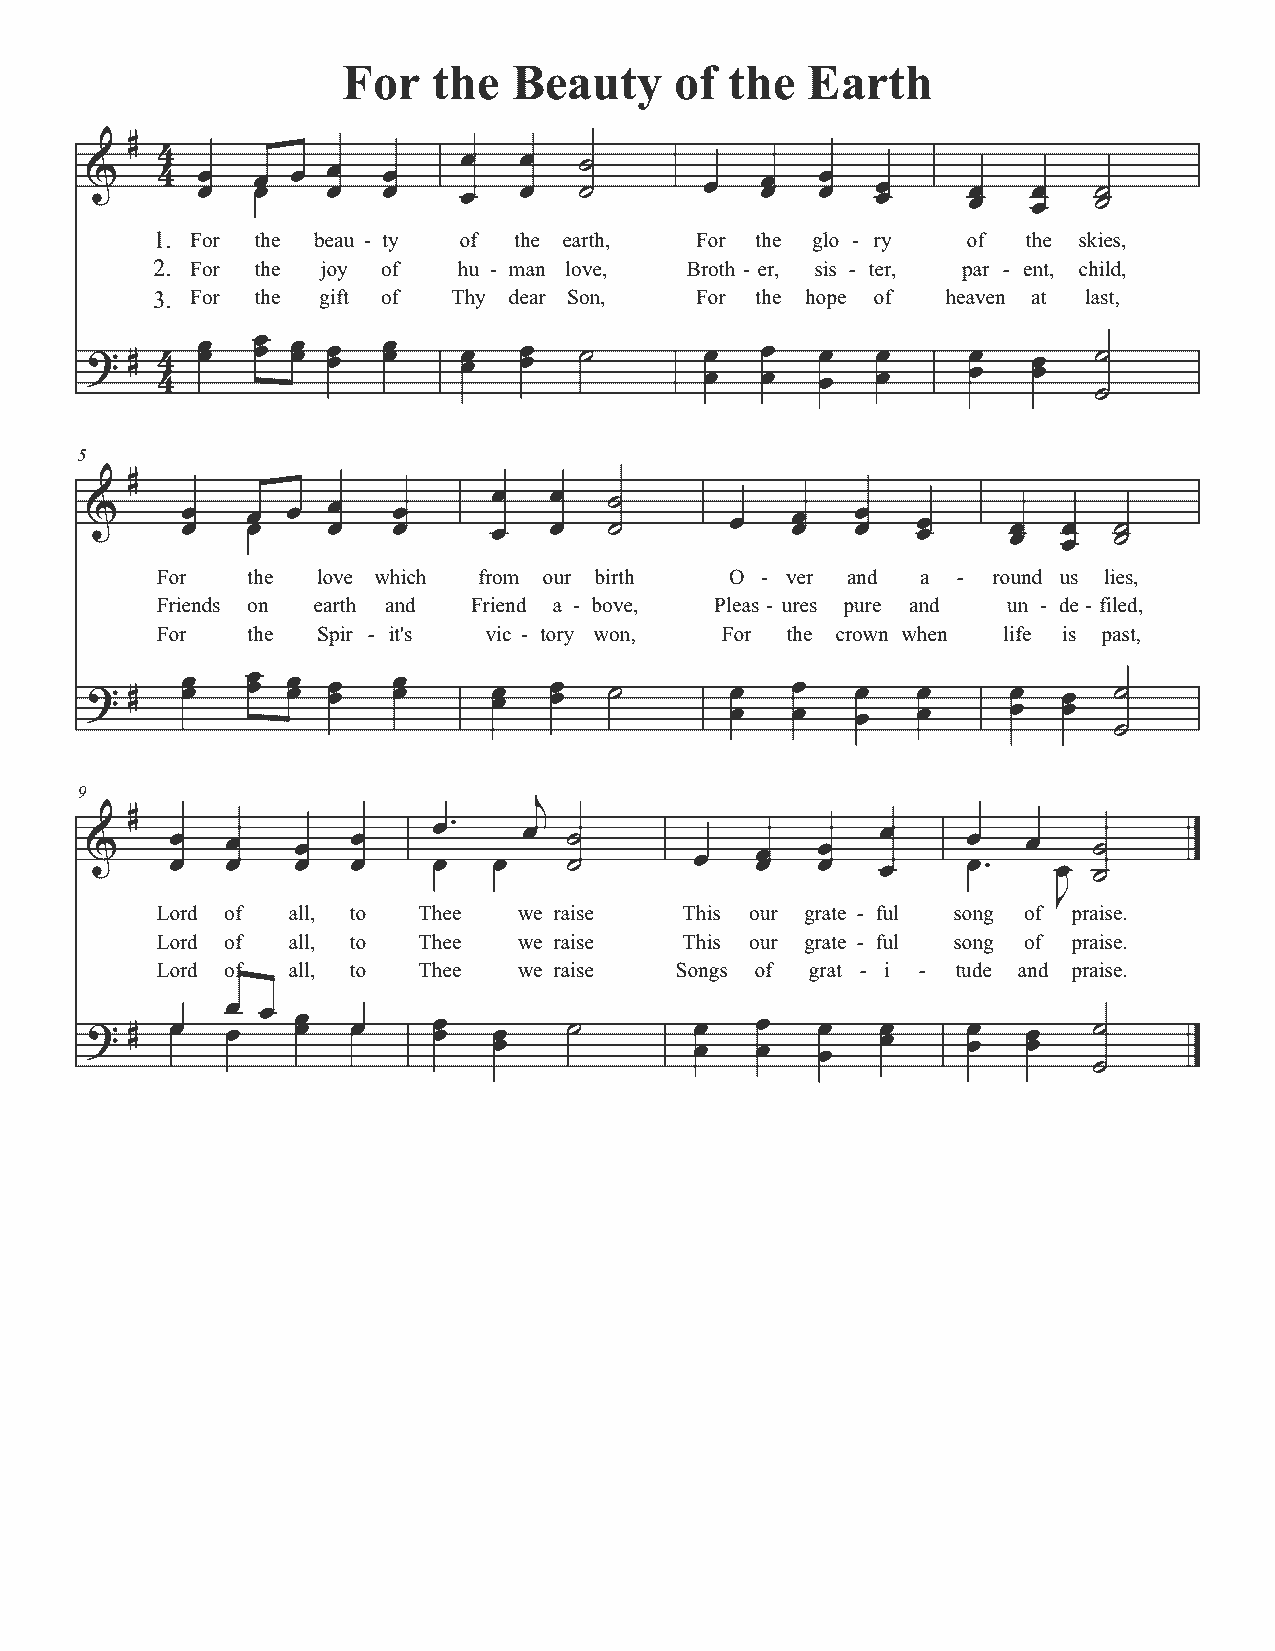 For the Beauty of the Earth
1. For the beau - ty of the earth, For the glo - ry of the skies,
2. For the joy of hu - man love, Broth - er, sis - ter, par - ent, child,
3. For the gift of Thy dear Son, For the hope of heaven at last,
5
For the love which from our birth O - ver and a - round us lies,
Friends on earth and Friend a - bove, Pleas - ures pure and un - de - filed,
For the Spir - it's vic - tory won, For the crown when life is past,
9
Lord of all, to Thee we raise This our grate - ful song of praise.
Lord of all, to Thee we raise This our grate - ful song of praise.
Lord of all, to Thee we raise Songs of grat - i - tude and praise.